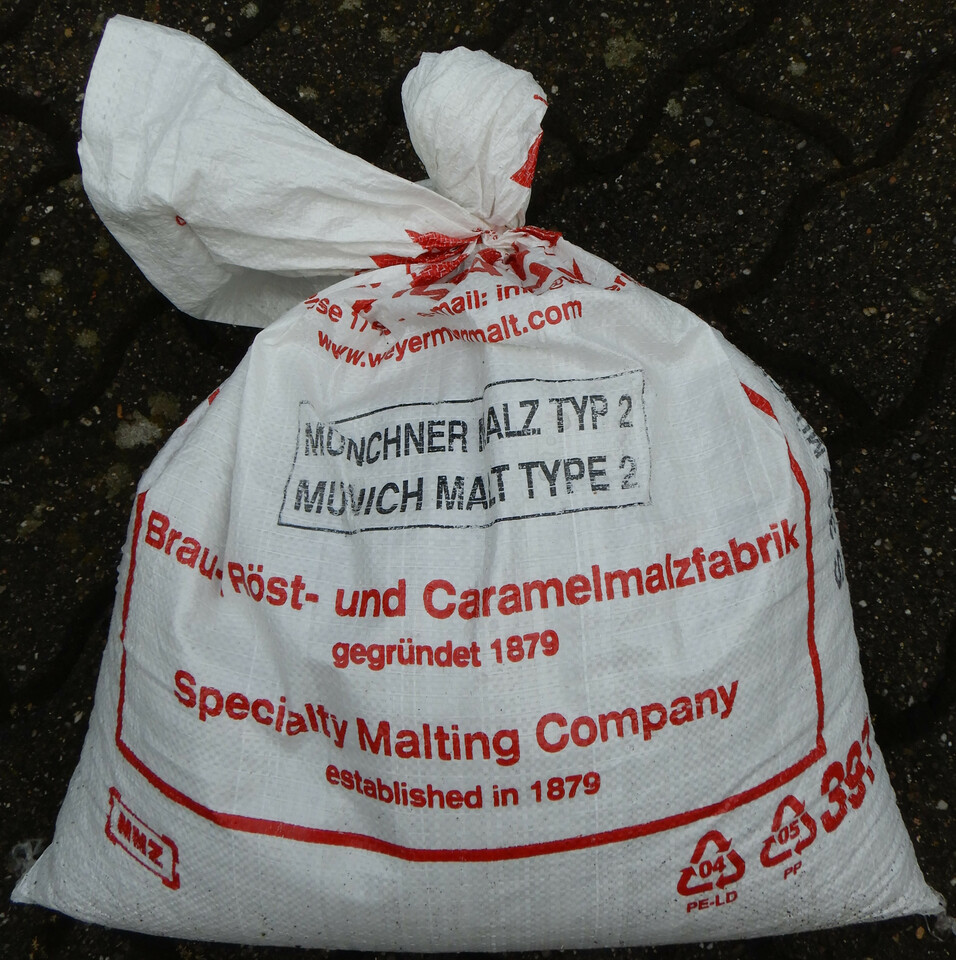 email:
www.weyermannmalt.com
MÜNCHNER MALZ TYP 2
MUNICH MALT TYPE 2
Brau-, Röst- und Caramelmalzfabrik
gegründet 1879
Specialty Malting Company
established in 1879
MMZ
04
PE-LD
05
PP